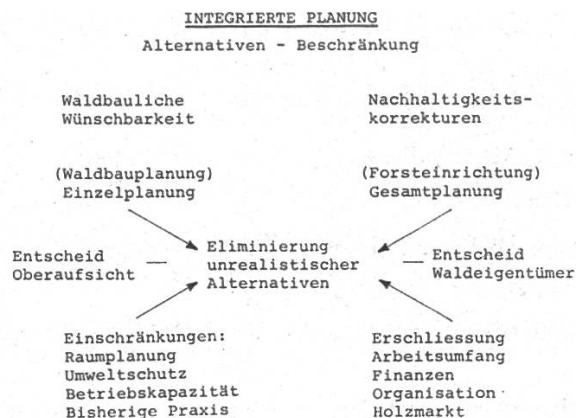 INTEGRIERTE PLANUNG
Alternativen - Beschränkung
Waldbauliche
Wünschbarkeit
Nachhaltigkeits-
korrekturen
(Waldbauplanung)
Einzelplanung
(Forsteinrichtung)
Gesamtplanung
Entscheid
Oberaufsicht
Eliminierung
unrealistischer
Alternativen
Entscheid
Waldeigentümer
Einschränkungen:
Raumplanung
Umweltschutz
Betriebskapazität
Bisherige Praxis
Erschliessung
Arbeitsumfang
Finanzen
Organisation
Holzmarkt